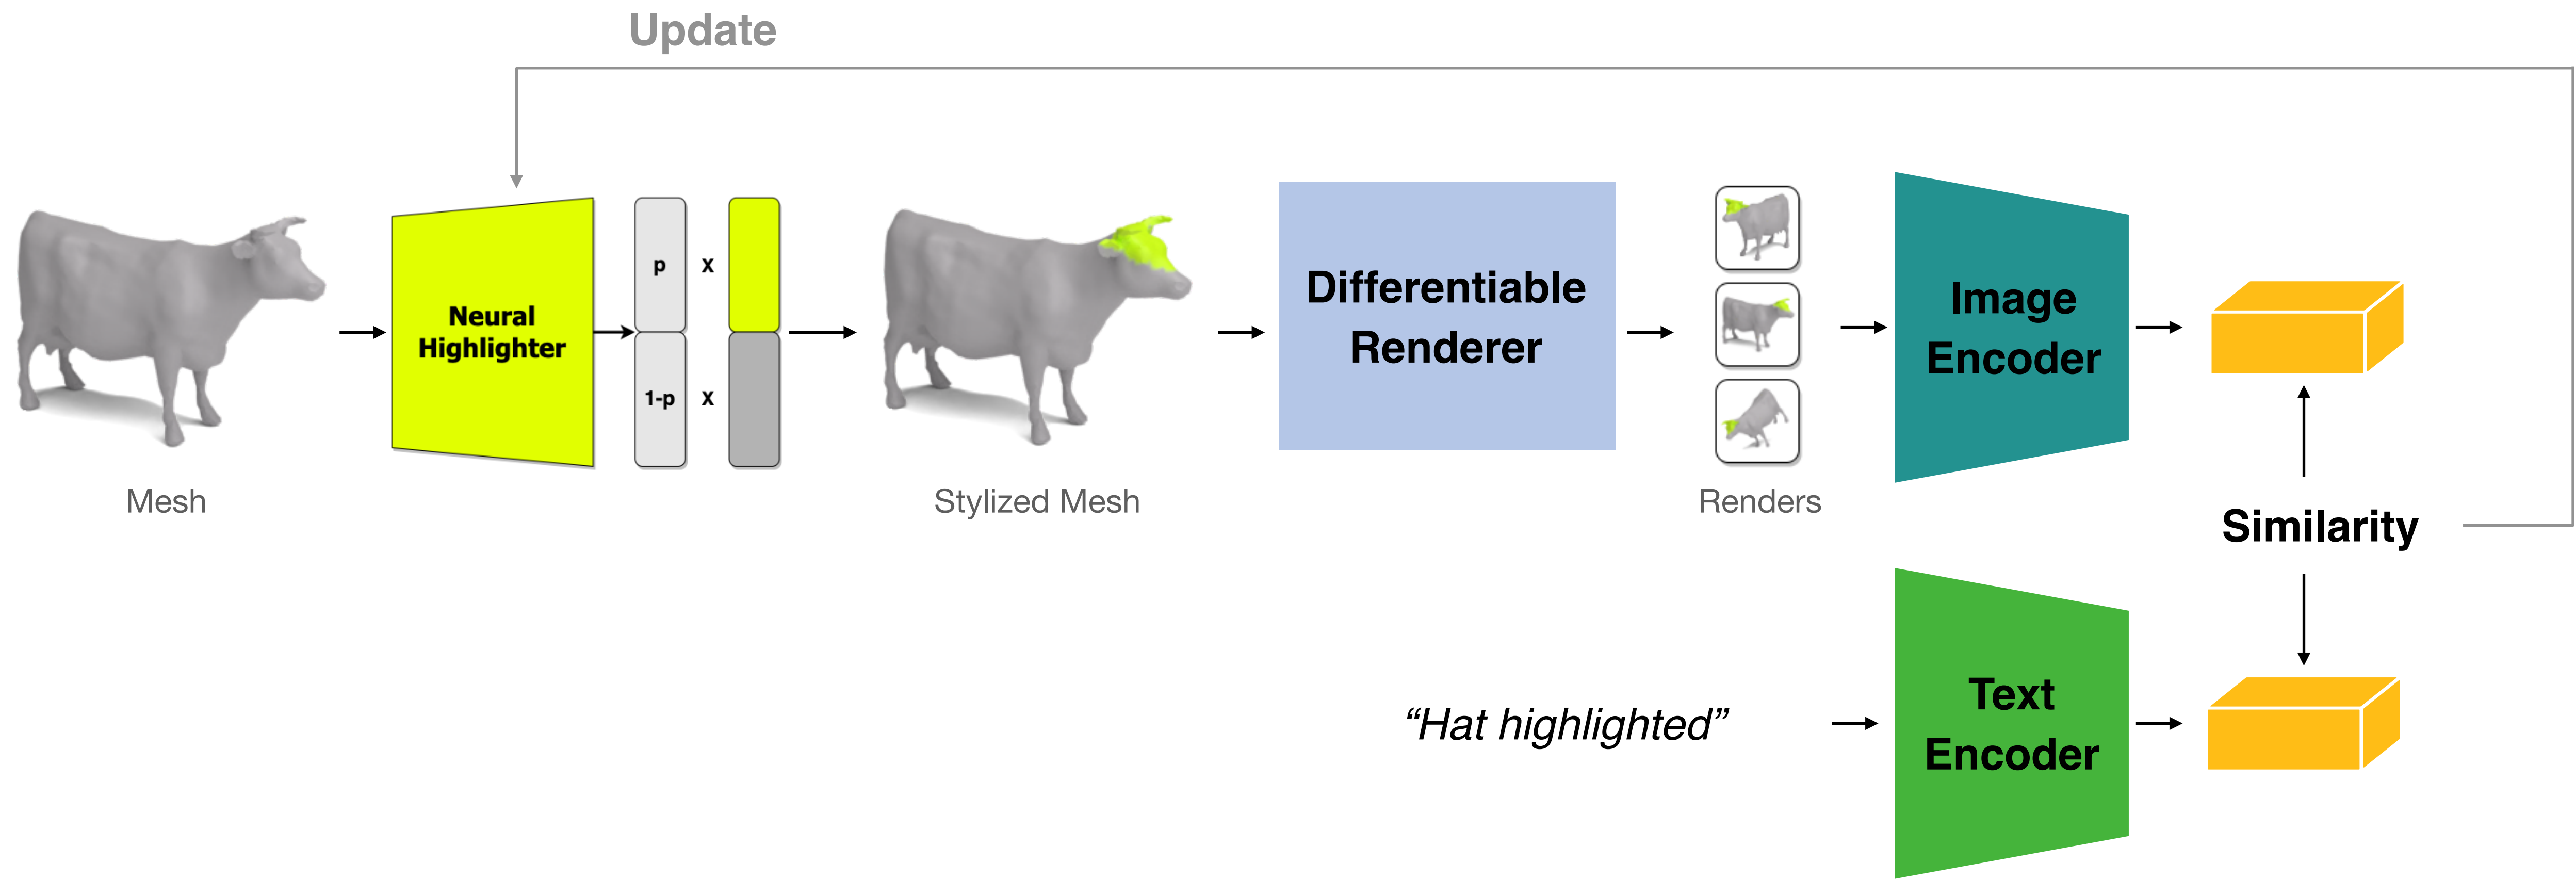 Update
Neural
Highlighter
p
x
1-p
x
Differentiable
Renderer
Image
Encoder
Mesh
Stylized Mesh
Renders
Similarity
“Hat highlighted”
Text
Encoder